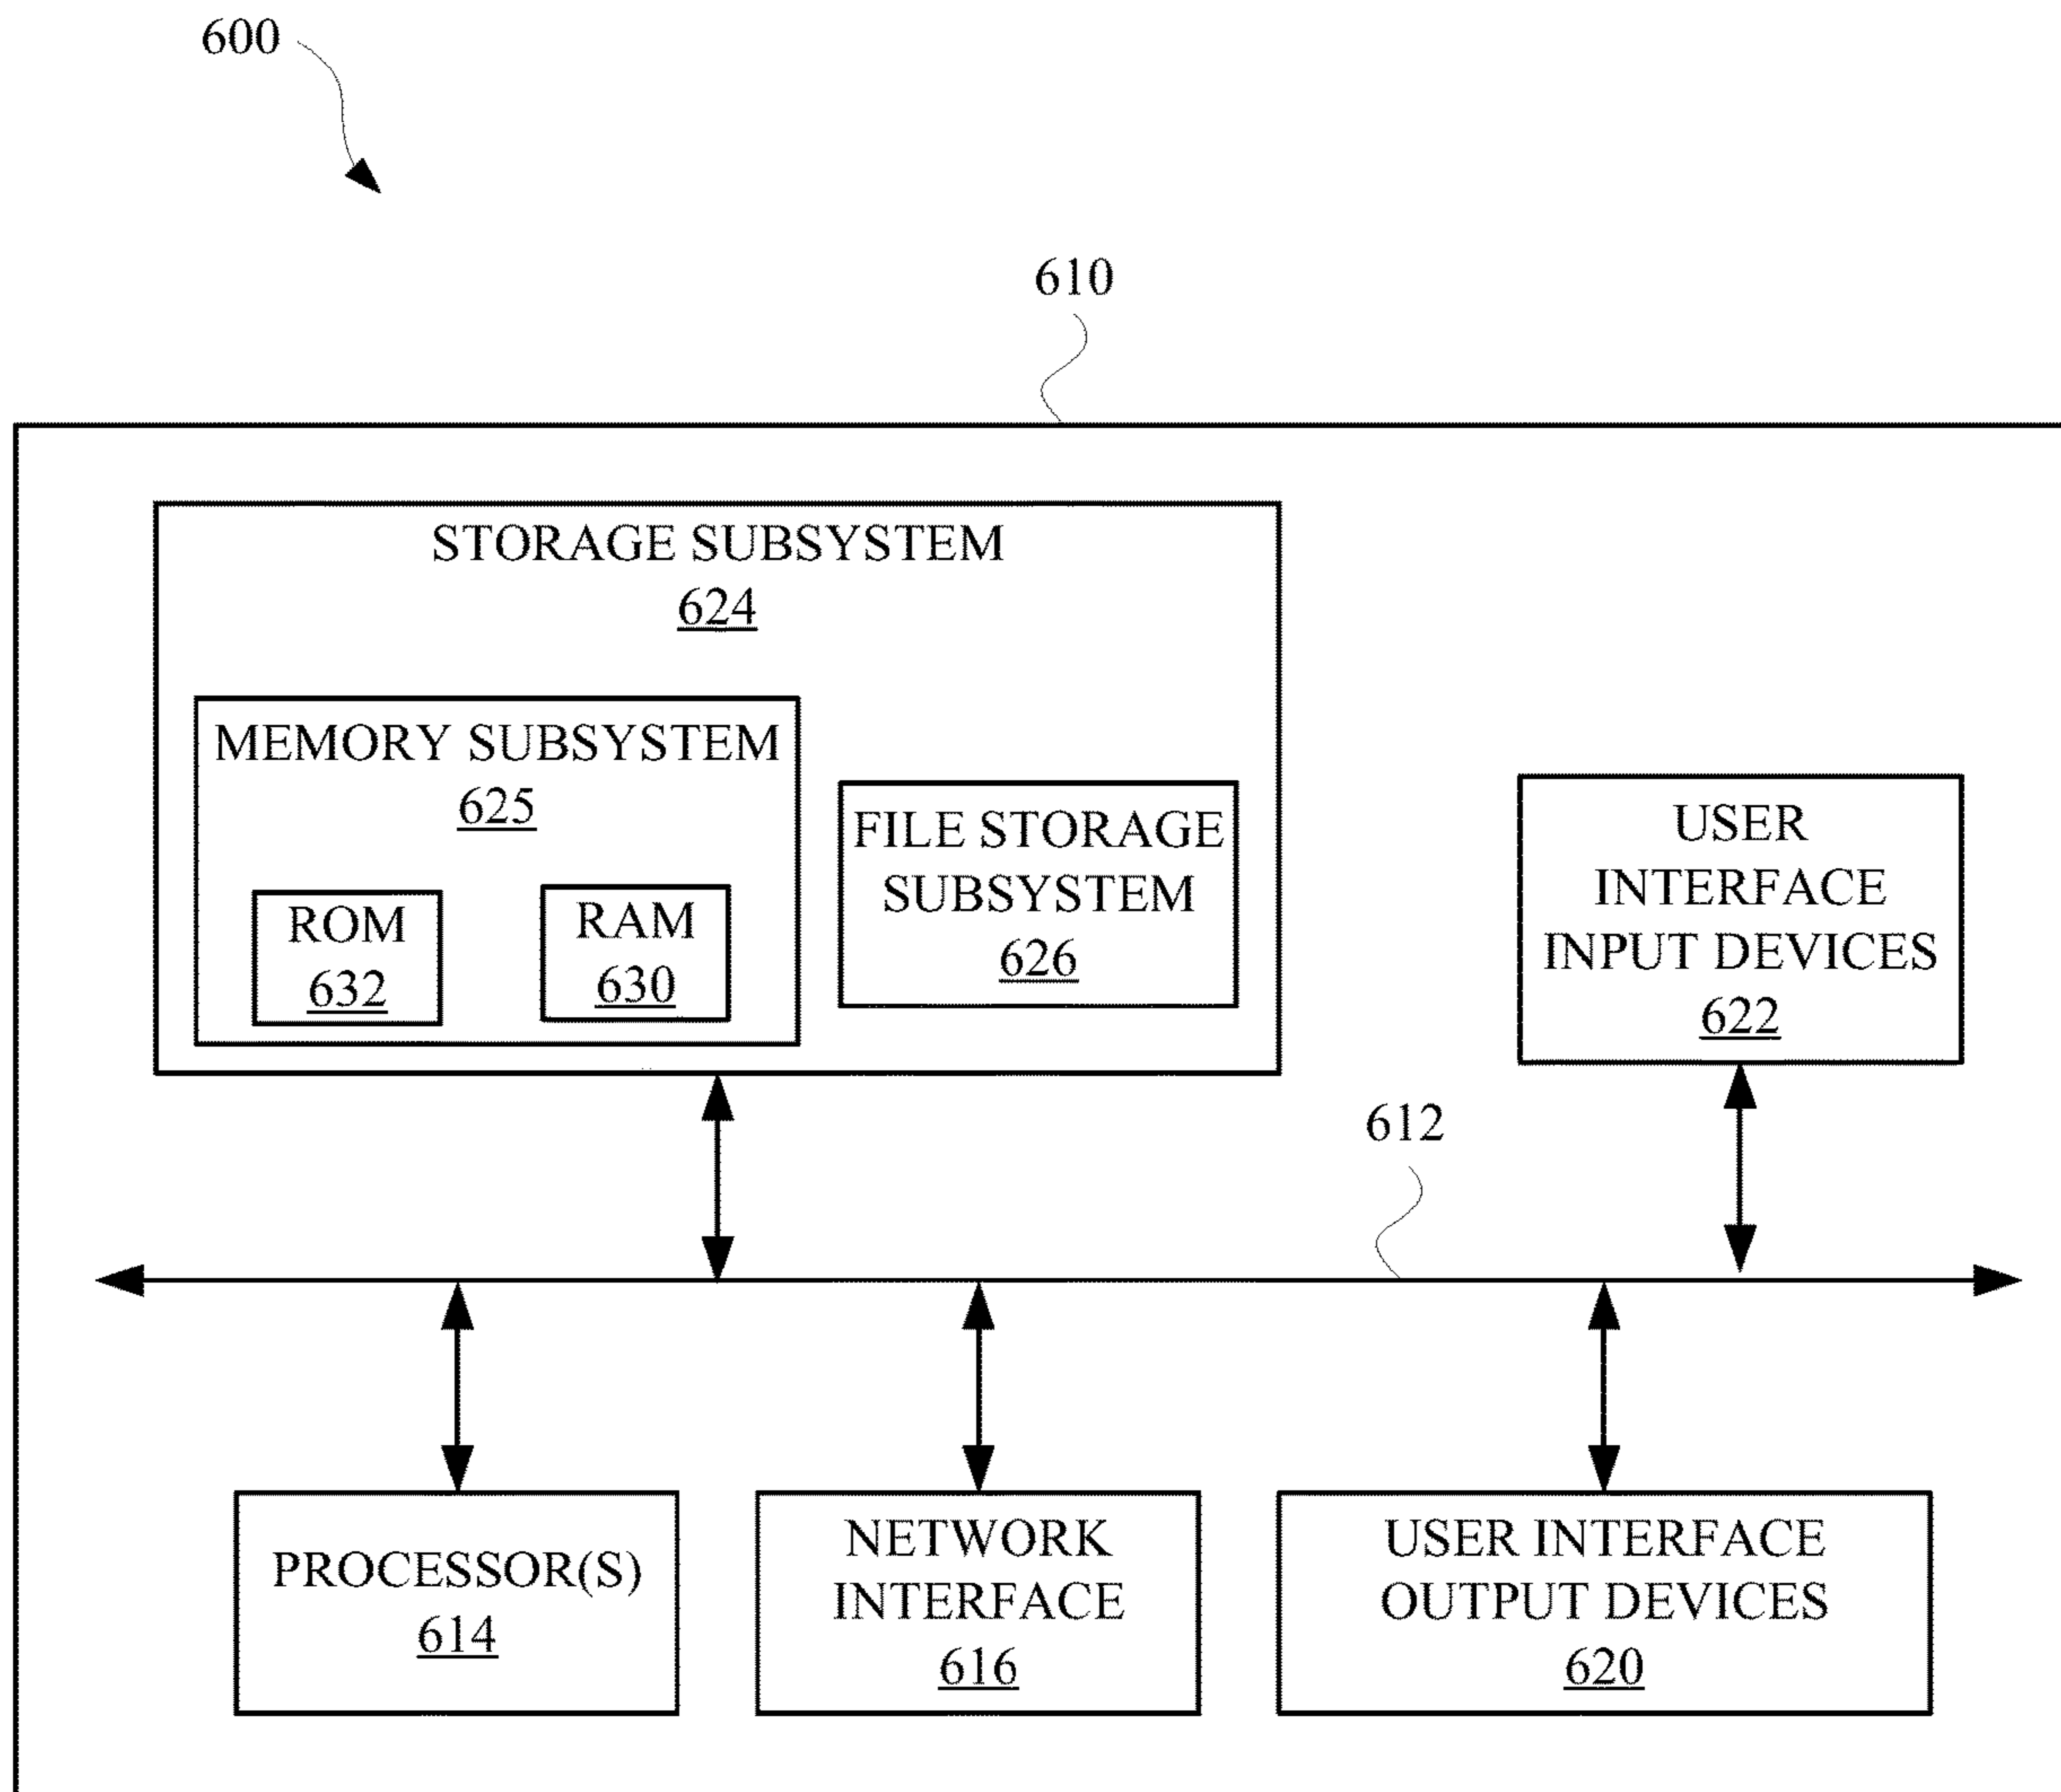 600
610
STORAGE SUBSYSTEM
624
MEMORY SUBSYSTEM
625
ROM
632
RAM
630
FILE STORAGE
SUBSYSTEM
626
USER
INTERFACE
INPUT DEVICES
622
612
PROCESSOR(S)
614
NETWORK
INTERFACE
616
USER INTERFACE
OUTPUT DEVICES
620